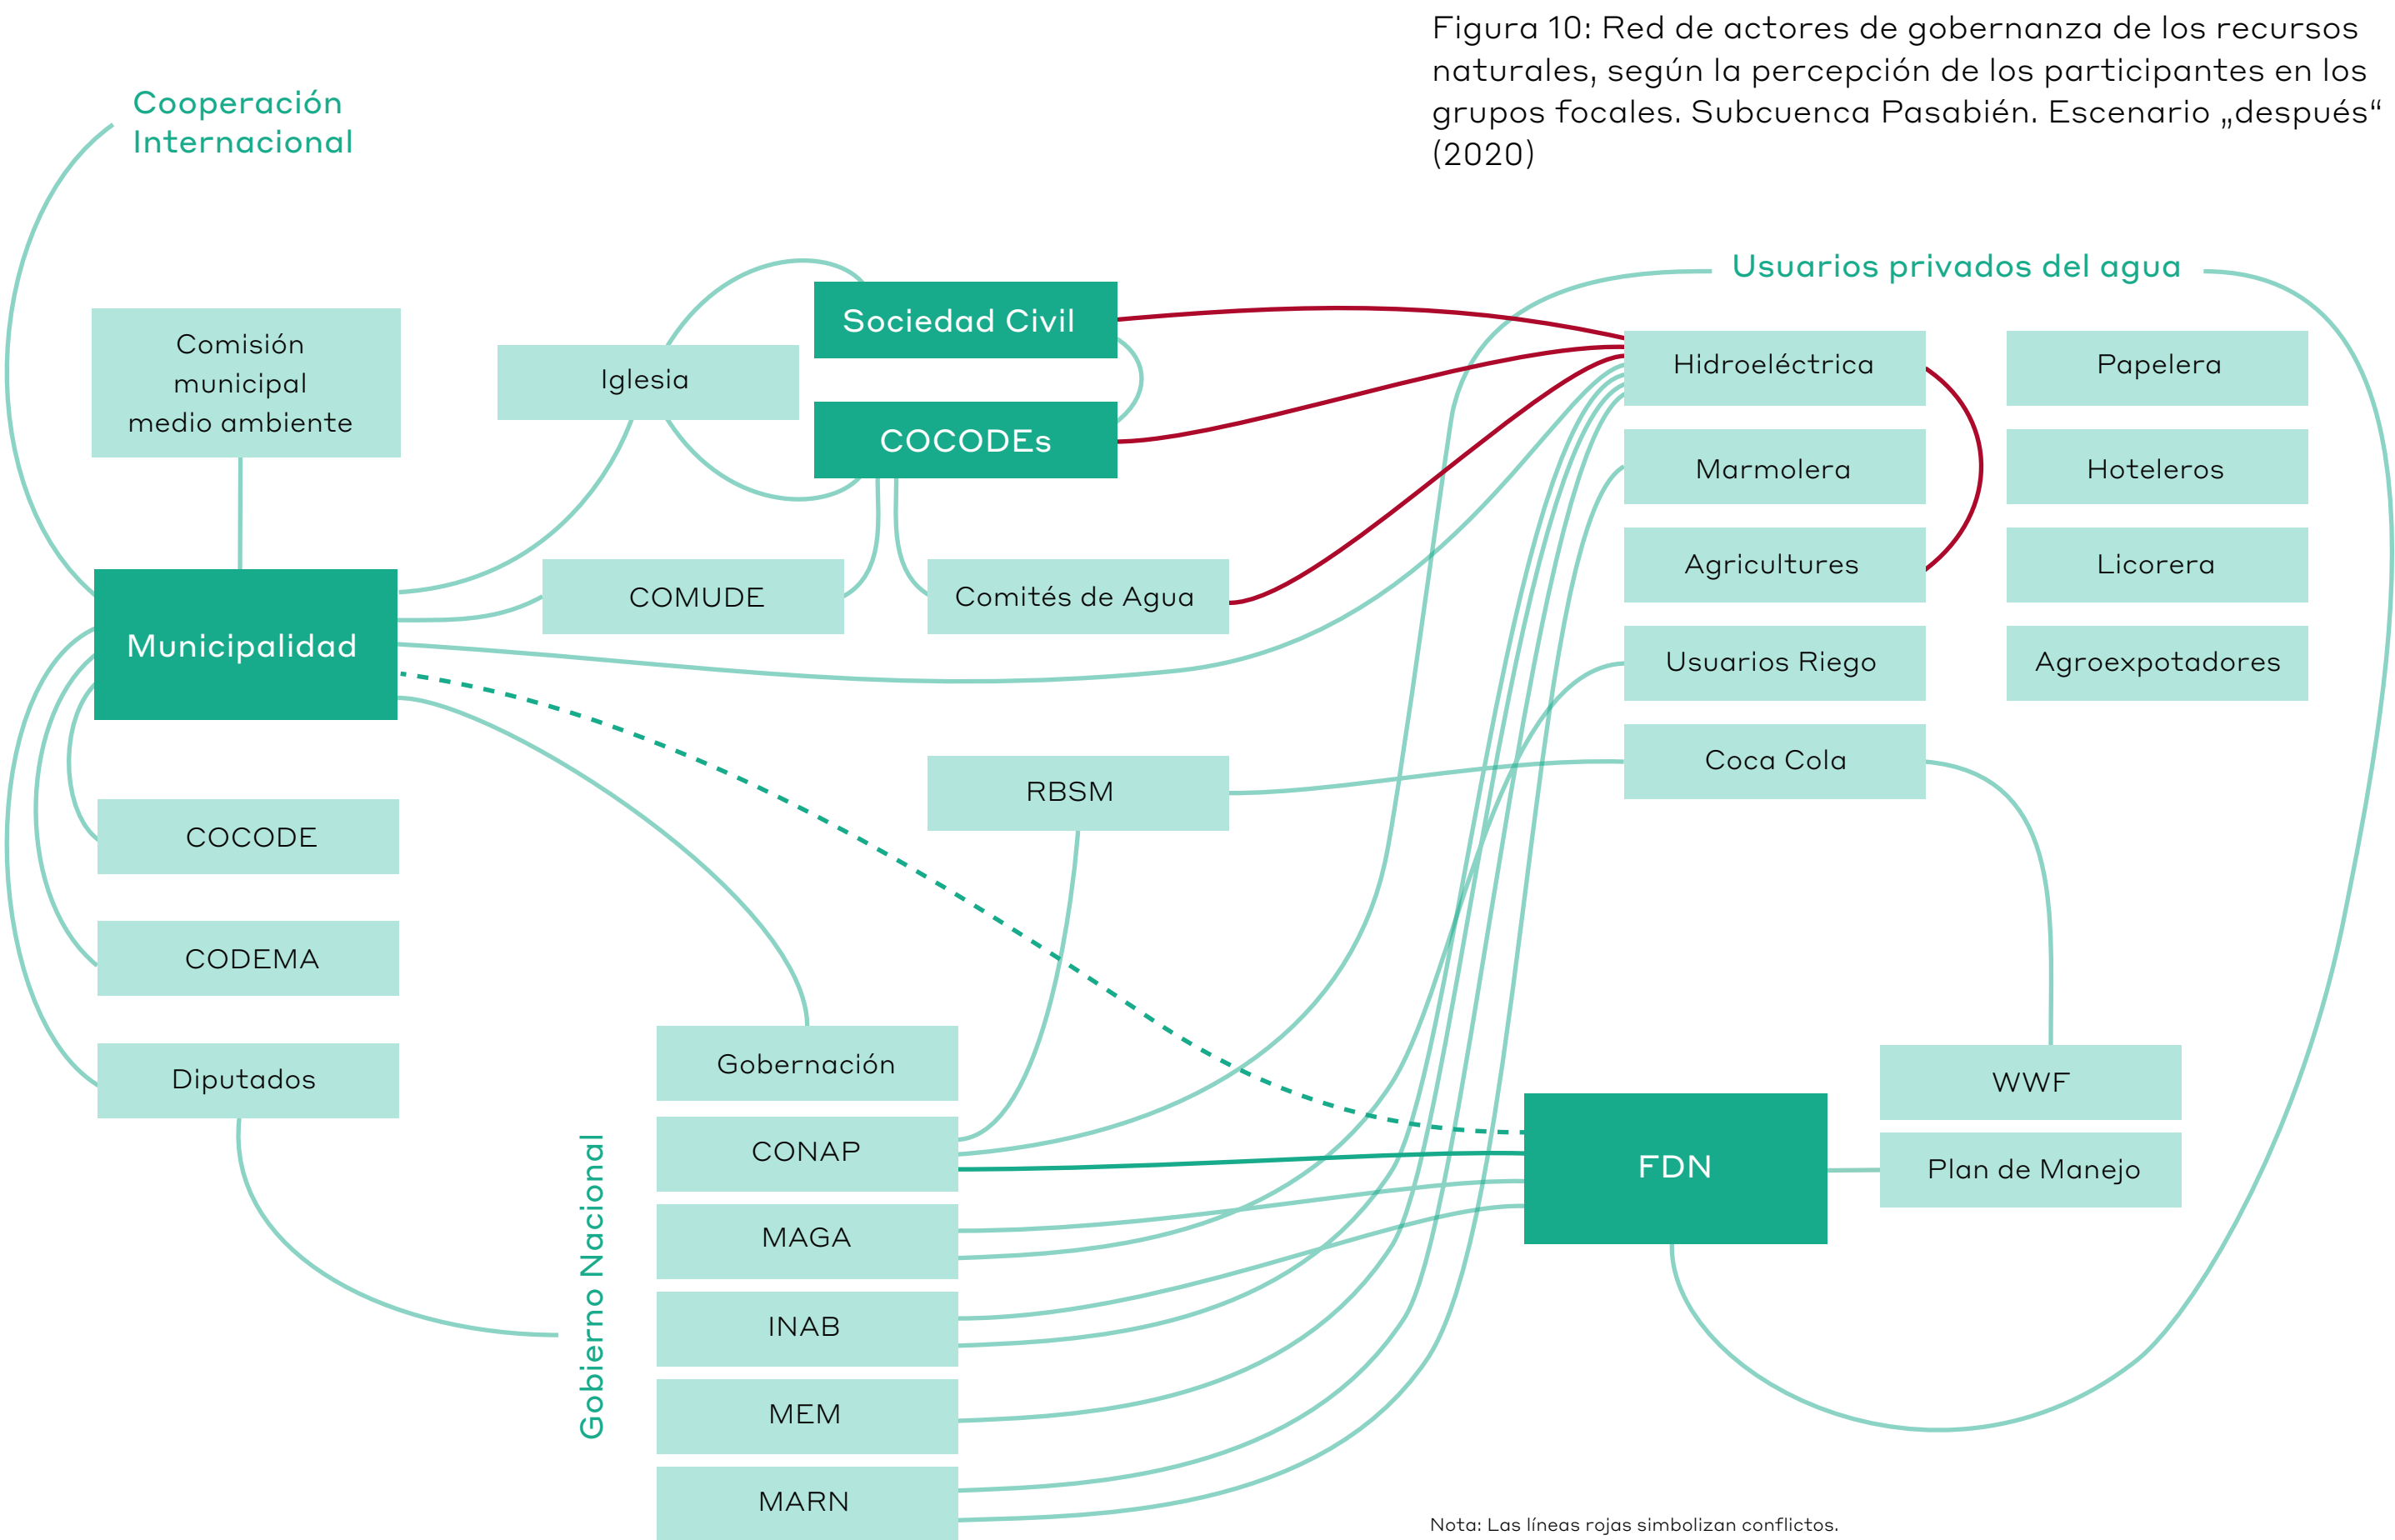 Figura 10: Red de actores de gobernanza de los recursos
naturales, según la percepción de los participantes en los
grupos focales. Subcuenca Pasabién. Escenario „después“
(2020)
Cooperación
Internacional
Usuarios privados del agua
Comisión
municipal
medio ambiente
Iglesia
Sociedad Civil
COCODEs
Hidroeléctrica
Papelera
Marmolera
Hoteleros
Agricultures
Licorera
Municipalidad
COMUDE
Comités de Agua
Usuarios Riego
Agroexpotadores
RBSM
Coca Cola
COCODE
CODEMA
Diputados
Gobierno Nacional
Gobernación
CONAP
MAGA
INAB
MEM
MARN
WWF
FDN
Plan de Manejo
Nota: Las líneas rojas simbolizan conflictos.